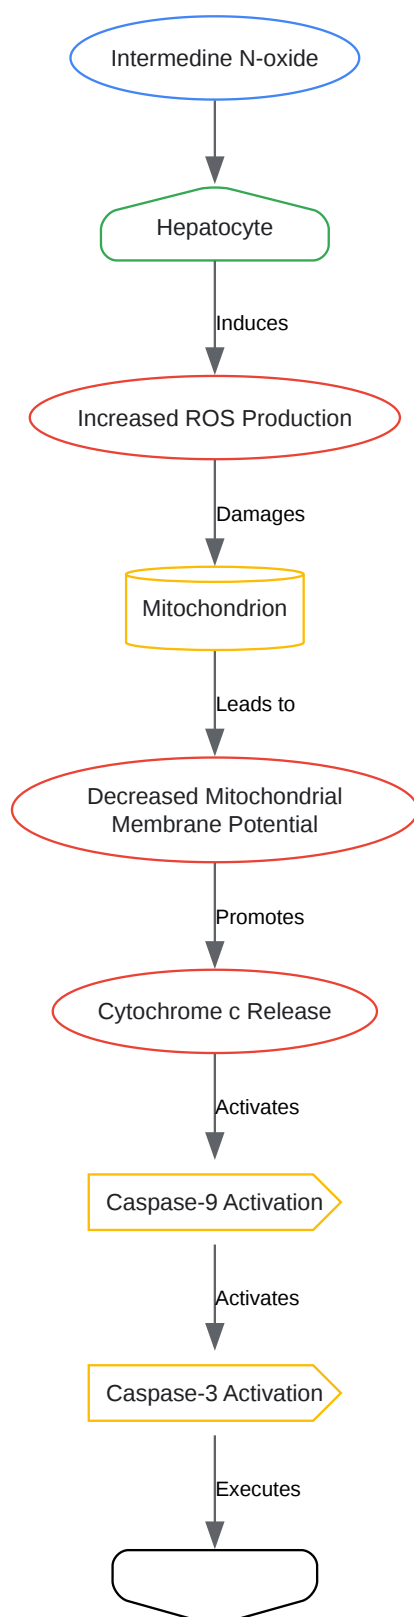 Intermedine N-oxide
Hepatocyte
Induces
Increased ROS Production
Damages
Mitochondrion
Leads to
Decreased Mitochondrial
Membrane Potential
Promotes
Cytochrome c Release
Activates
Caspase-9 Activation
Activates
Caspase-3 Activation
Executes